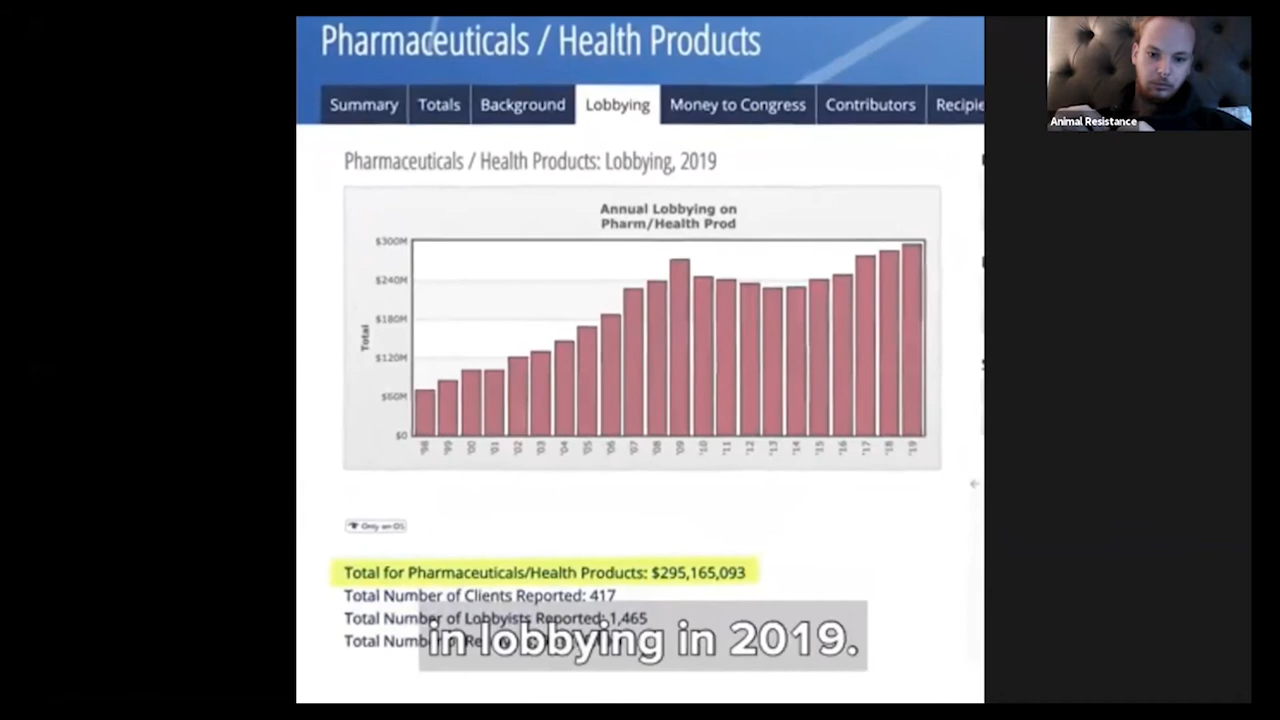 Pharmaceuticals / Health Products
Summary Totals Background Lobbying Money to Congress Contributors
Pharmaceuticals / Health Products: Lobbying, 2019
Annual Lobbying on
Pharm/Health Prod
$300M
$240M
$180M
$120M
$60M
$0
Total
'98 '99 '00 '01 '02 '03 '04 '05 '06 '07 '08 '09 '10 '11 '12 '13 '14 '15 '16 '17 '18 '19
Only on OS
Total for Pharmaceuticals/Health Products: $295,165,093
Total Number of Clients Reported: 417
Total Number of Lobbyists Reported: 1,465
Total
in lobbying in 2019.
Animal Resistance